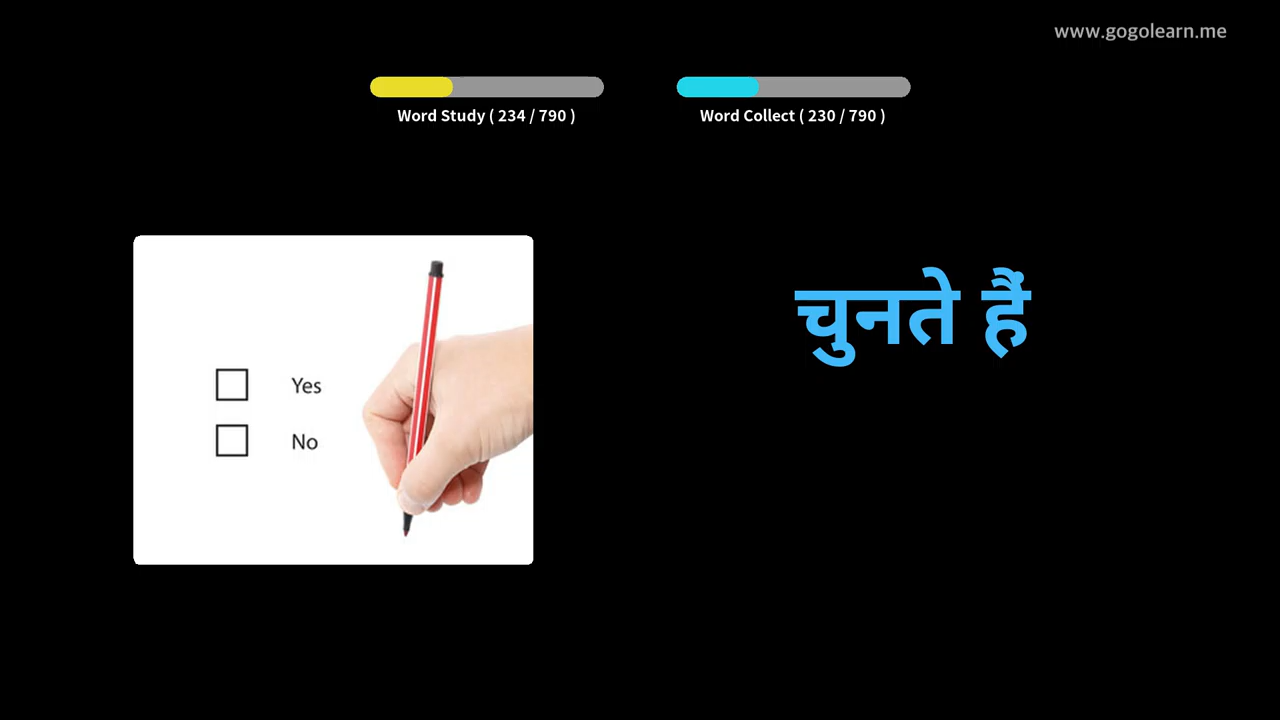 www.gogolearn.me
Word Study ( 234 / 790 )
Word Collect ( 230 / 790 )
चुनते हैं
Yes
No